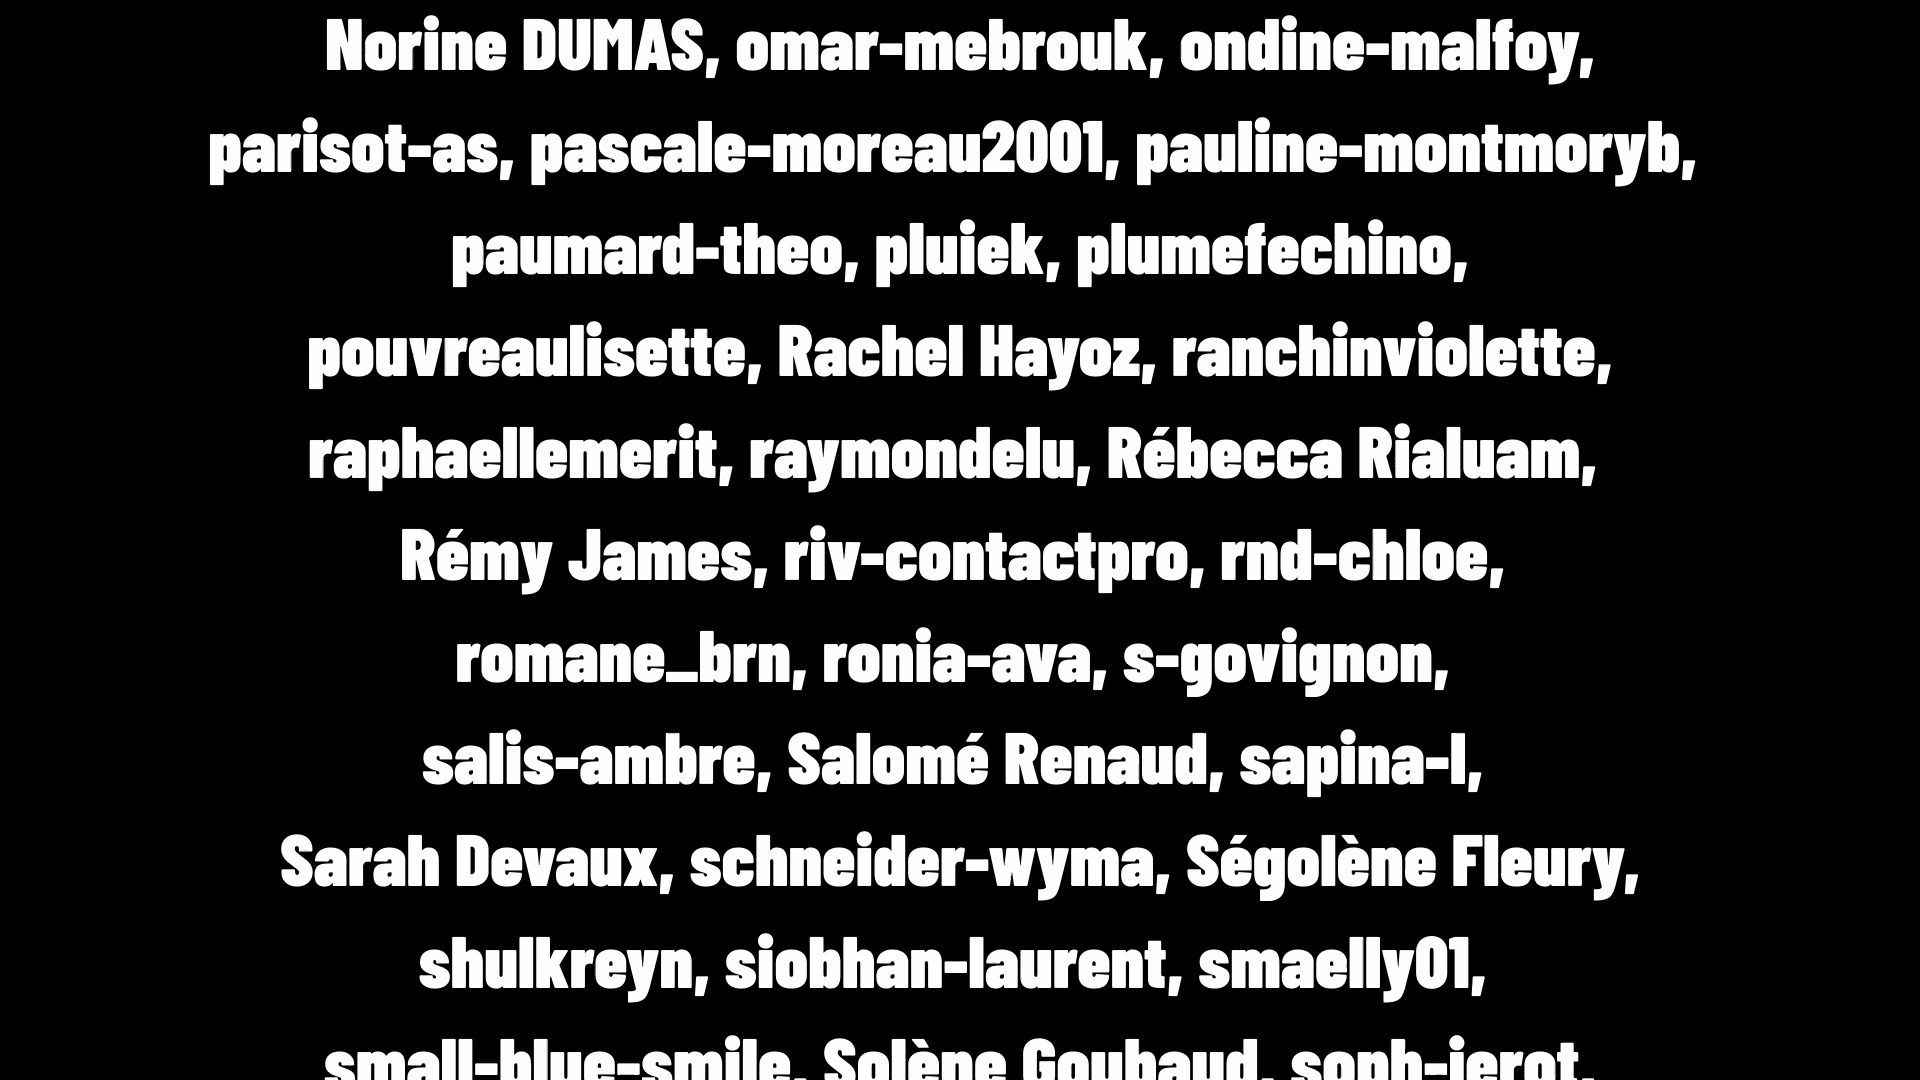 Norine DUMAS, omar-mebrouk, ondine-malfoy,
parisot-as, pascale-moreau2001, pauline-montmoryb,
paumard-theo, pluiek, plumefechino,
pouvreaulisette, Rachel Hayoz, ranchinviolette,
raphaellemerit, raymondelu, Rébecca Rialuam,
Rémy James, riv-contactpro, rnd-chloe,
romane_brn, ronia-ava, s-govignon,
salis-ambre, Salomé Renaud, sapina-l,
Sarah Devaux, schneider-wyma, Ségolène Fleury,
shulkreyn, siobhan-laurent, smaelly01,
small-blue-smile, Solène Goubaud, soph-jerot,